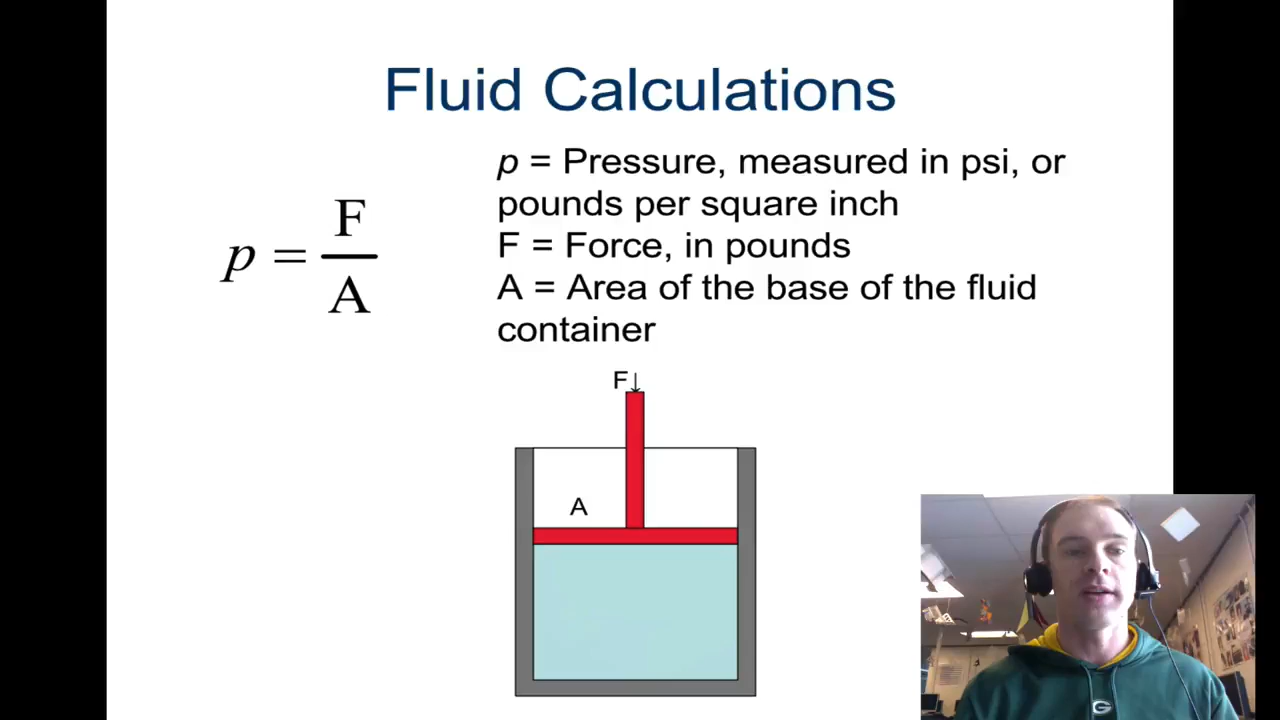 Fluid Calculations
p = F
A
p = Pressure, measured in psi, or
pounds per square inch
F = Force, in pounds
A = Area of the base of the fluid
container
F↓
A
G